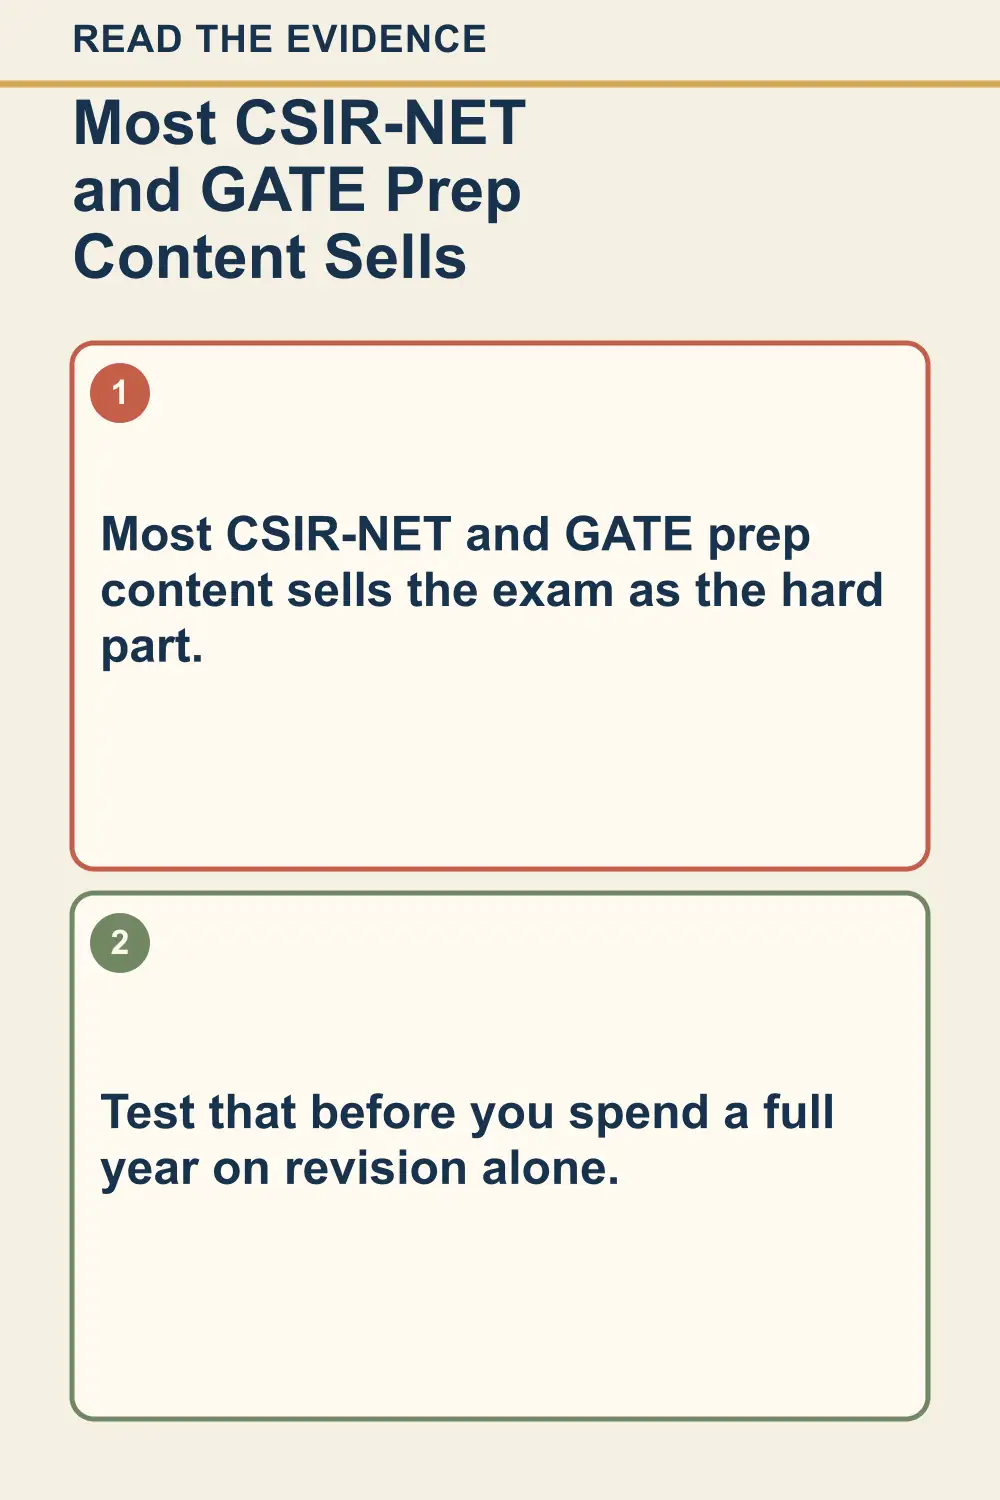 READ THE EVIDENCE
Most CSIR-NET
and GATE Prep
Content Sells
1
Most CSIR-NET and GATE prep
content sells the exam as the hard
part.
2
Test that before you spend a full
year on revision alone.